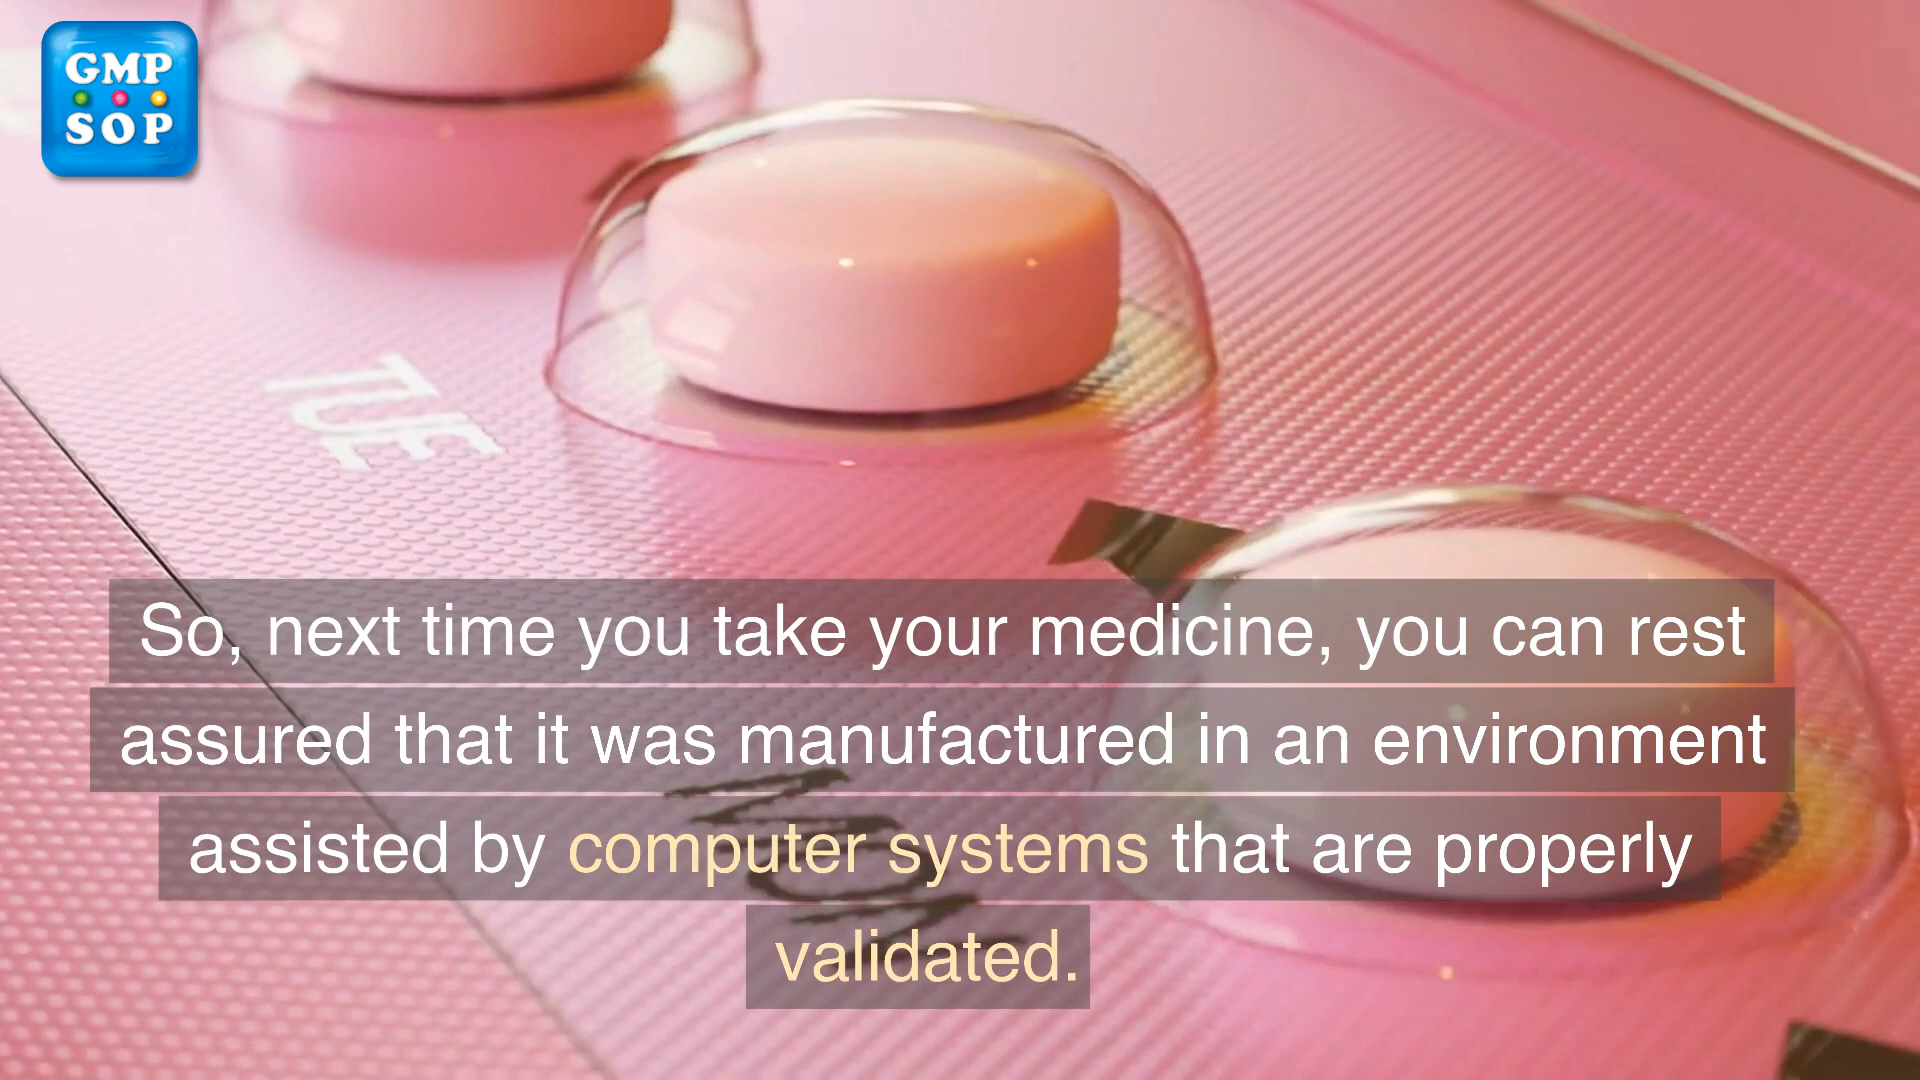 GMP
SOP
TUE
So, next time you take your medicine, you can rest
assured that it was manufactured in an environment
assisted by computer systems that are properly
validated.
MON